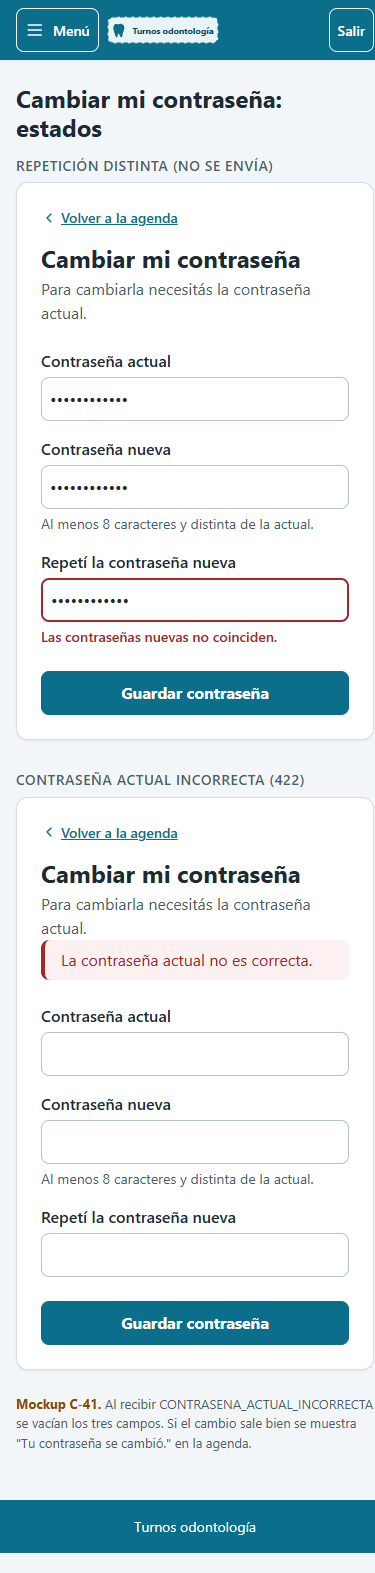 Menú
Turnos odontología
Salir
Cambiar mi contraseña:
estados
REPETICIÓN DISTINTA (NO SE ENVÍA)
Volver a la agenda
Cambiar mi contraseña
Para cambiarla necesitás la contraseña
actual.
Contraseña actual
••••••••••••
Contraseña nueva
••••••••••••
Al menos 8 caracteres y distinta de la actual.
Repetí la contraseña nueva
••••••••••••
Las contraseñas nuevas no coinciden.
Guardar contraseña
CONTRASEÑA ACTUAL INCORRECTA (422)
Volver a la agenda
Cambiar mi contraseña
Para cambiarla necesitás la contraseña
actual.
La contraseña actual no es correcta.
Contraseña actual
Contraseña nueva
Al menos 8 caracteres y distinta de la actual.
Repetí la contraseña nueva
Guardar contraseña
Mockup C-41. Al recibir CONTRASENA_ACTUAL_INCORRECTA
se vacían los tres campos. Si el cambio sale bien se muestra
"Tu contraseña se cambió." en la agenda.
Turnos odontología